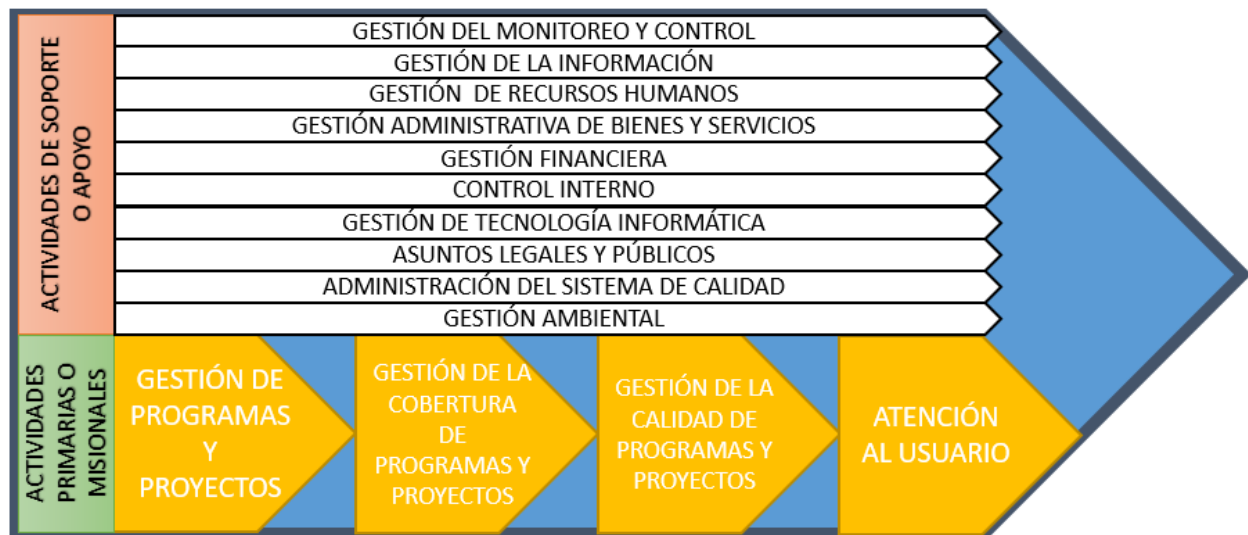 ACTIVIDADES DE SOPORTE
O APOYO
GESTIÓN DEL MONITOREO Y CONTROL
GESTIÓN DE LA INFORMACIÓN
GESTIÓN  DE RECURSOS HUMANOS
GESTIÓN ADMINISTRATIVA DE BIENES Y SERVICIOS
GESTIÓN FINANCIERA
CONTROL INTERNO
GESTIÓN DE TECNOLOGÍA INFORMÁTICA
ASUNTOS LEGALES Y PÚBLICOS
ADMINISTRACIÓN DEL SISTEMA DE CALIDAD
GESTIÓN AMBIENTAL
ACTIVIDADES
PRIMARIAS O
MISIONALES
GESTIÓN DE
PROGRAMAS
Y
PROYECTOS
GESTIÓN DE LA
COBERTURA
DE
PROGRAMAS Y
PROYECTOS
GESTIÓN DE LA
CALIDAD DE
PROGRAMAS Y
PROYECTOS
ATENCIÓN
AL USUARIO